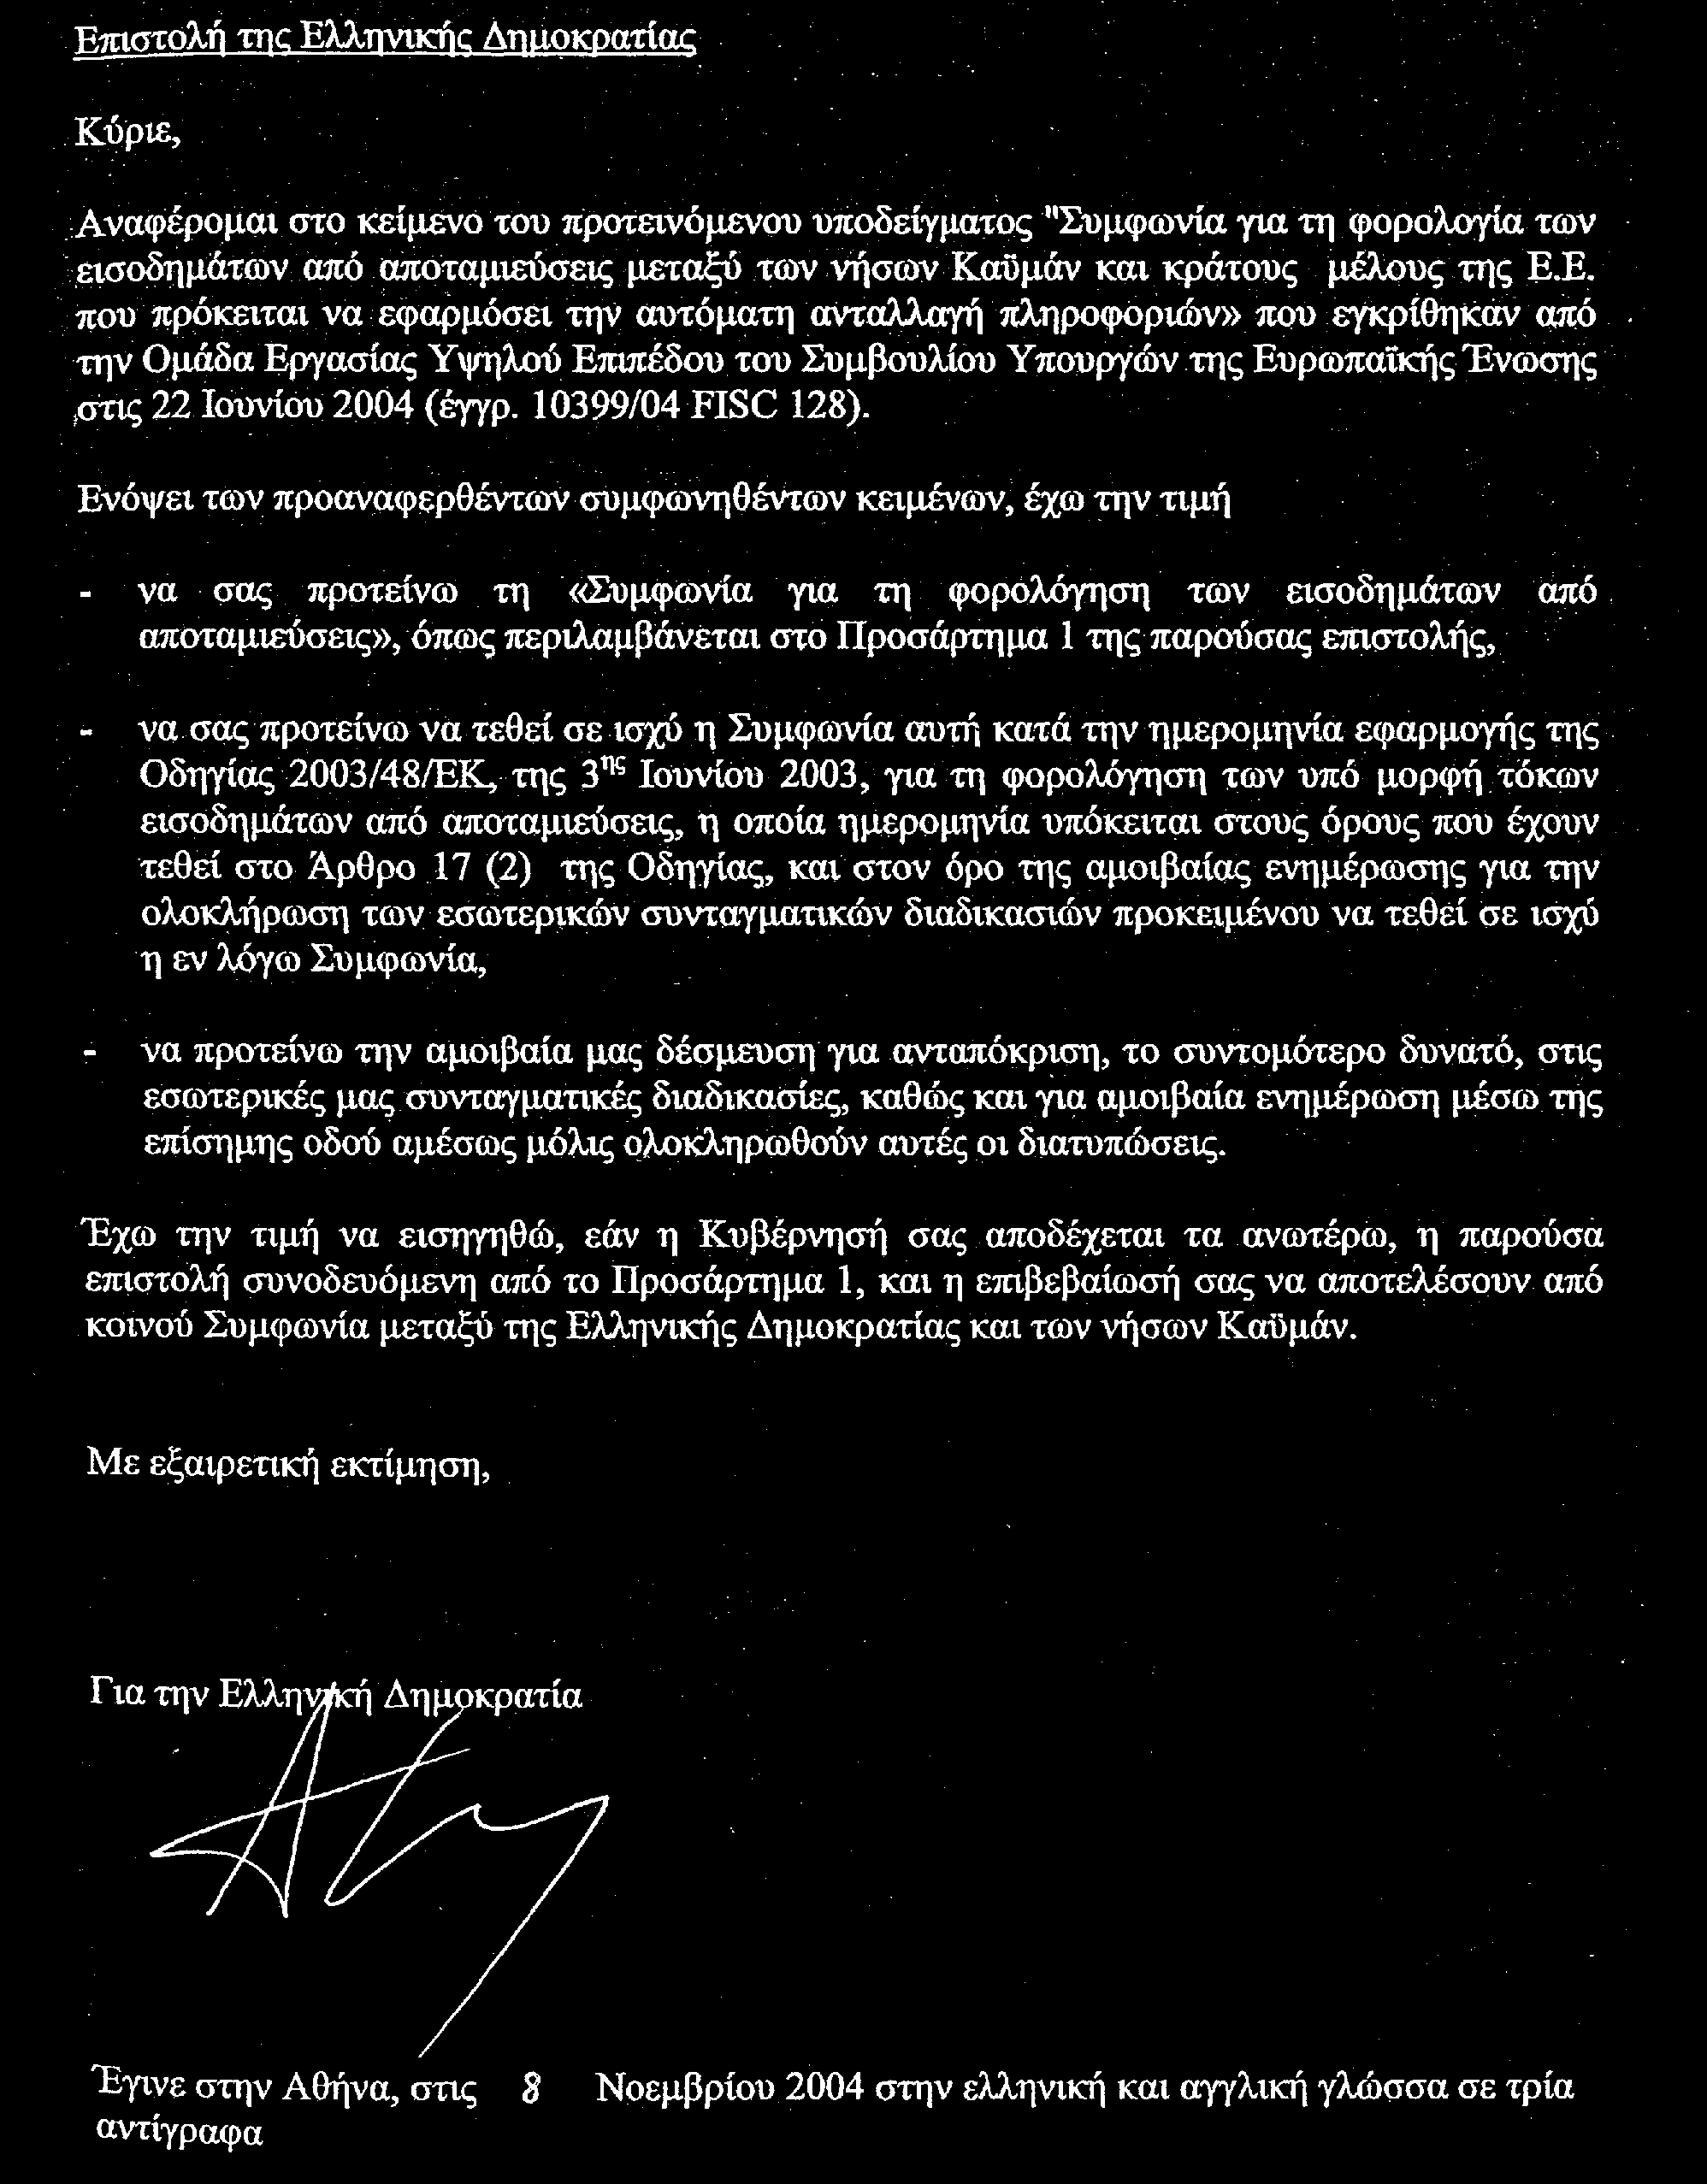 Επιστολή της Ελληνικής Δημοκρατίας
Κύριε,
Αναφέρομαι στο κείμενο του προτεινόμενου υποδείγματος "Συμφωνία για τη φορολογία των
εισοδημάτων από αποταμιεύσεις μεταξύ των νήσων Καϋμάν και κράτους μέλους της Ε.Ε.
που πρόκειται να εφαρμόσει την αυτόματη ανταλλαγή πληροφοριών» που εγκρίθηκαν από
την Ομάδα Εργασίας Υψηλού Επιπέδου του Συμβουλίου Υπουργών της Ευρωπαϊκής Ένωσης
στις 22 Ιουνίου 2004 (έγγρ. 10399/04 FISC 128).
Ενόψει των προαναφερθέντων συμφωνηθέντων κειμένων, έχω την τιμή
- να σας προτείνω τη «Συμφωνία για τη φορολόγηση των εισοδημάτων από
αποταμιεύσεις», όπως περιλαμβάνεται στο Προσάρτημα 1 της παρούσας επιστολής,
- να σας προτείνω να τεθεί σε ισχύ η Συμφωνία αυτή κατά την ημερομηνία εφαρμογής της
Οδηγίας 2003/48/ΕΚ, της 3ης Ιουνίου 2003, για τη φορολόγηση των υπό μορφή τόκων
εισοδημάτων από αποταμιεύσεις, η οποία ημερομηνία υπόκειται στους όρους που έχουν
τεθεί στο Άρθρο 17 (2) της Οδηγίας, και στον όρο της αμοιβαίας ενημέρωσης για την
ολοκλήρωση των εσωτερικών συνταγματικών διαδικασιών προκειμένου να τεθεί σε ισχύ
η εν λόγω Συμφωνία,
- να προτείνω την αμοιβαία μας δέσμευση για ανταπόκριση, το συντομότερο δυνατό, στις
εσωτερικές μας συνταγματικές διαδικασίες, καθώς και για αμοιβαία ενημέρωση μέσω της
επίσημης οδού αμέσως μόλις ολοκληρωθούν αυτές οι διατυπώσεις.
Έχω την τιμή να εισηγηθώ, εάν η Κυβέρνησή σας αποδέχεται τα ανωτέρω, η παρούσα
επιστολή συνοδευόμενη από το Προσάρτημα 1, και η επιβεβαίωσή σας να αποτελέσουν από
κοινού Συμφωνία μεταξύ της Ελληνικής Δημοκρατίας και των νήσων Καϋμάν.
Με εξαιρετική εκτίμηση,
Για την Ελληνική Δημοκρατία
Έγινε στην Αθήνα, στις 8 Νοεμβρίου 2004 στην ελληνική και αγγλική γλώσσα σε τρία
αντίγραφα